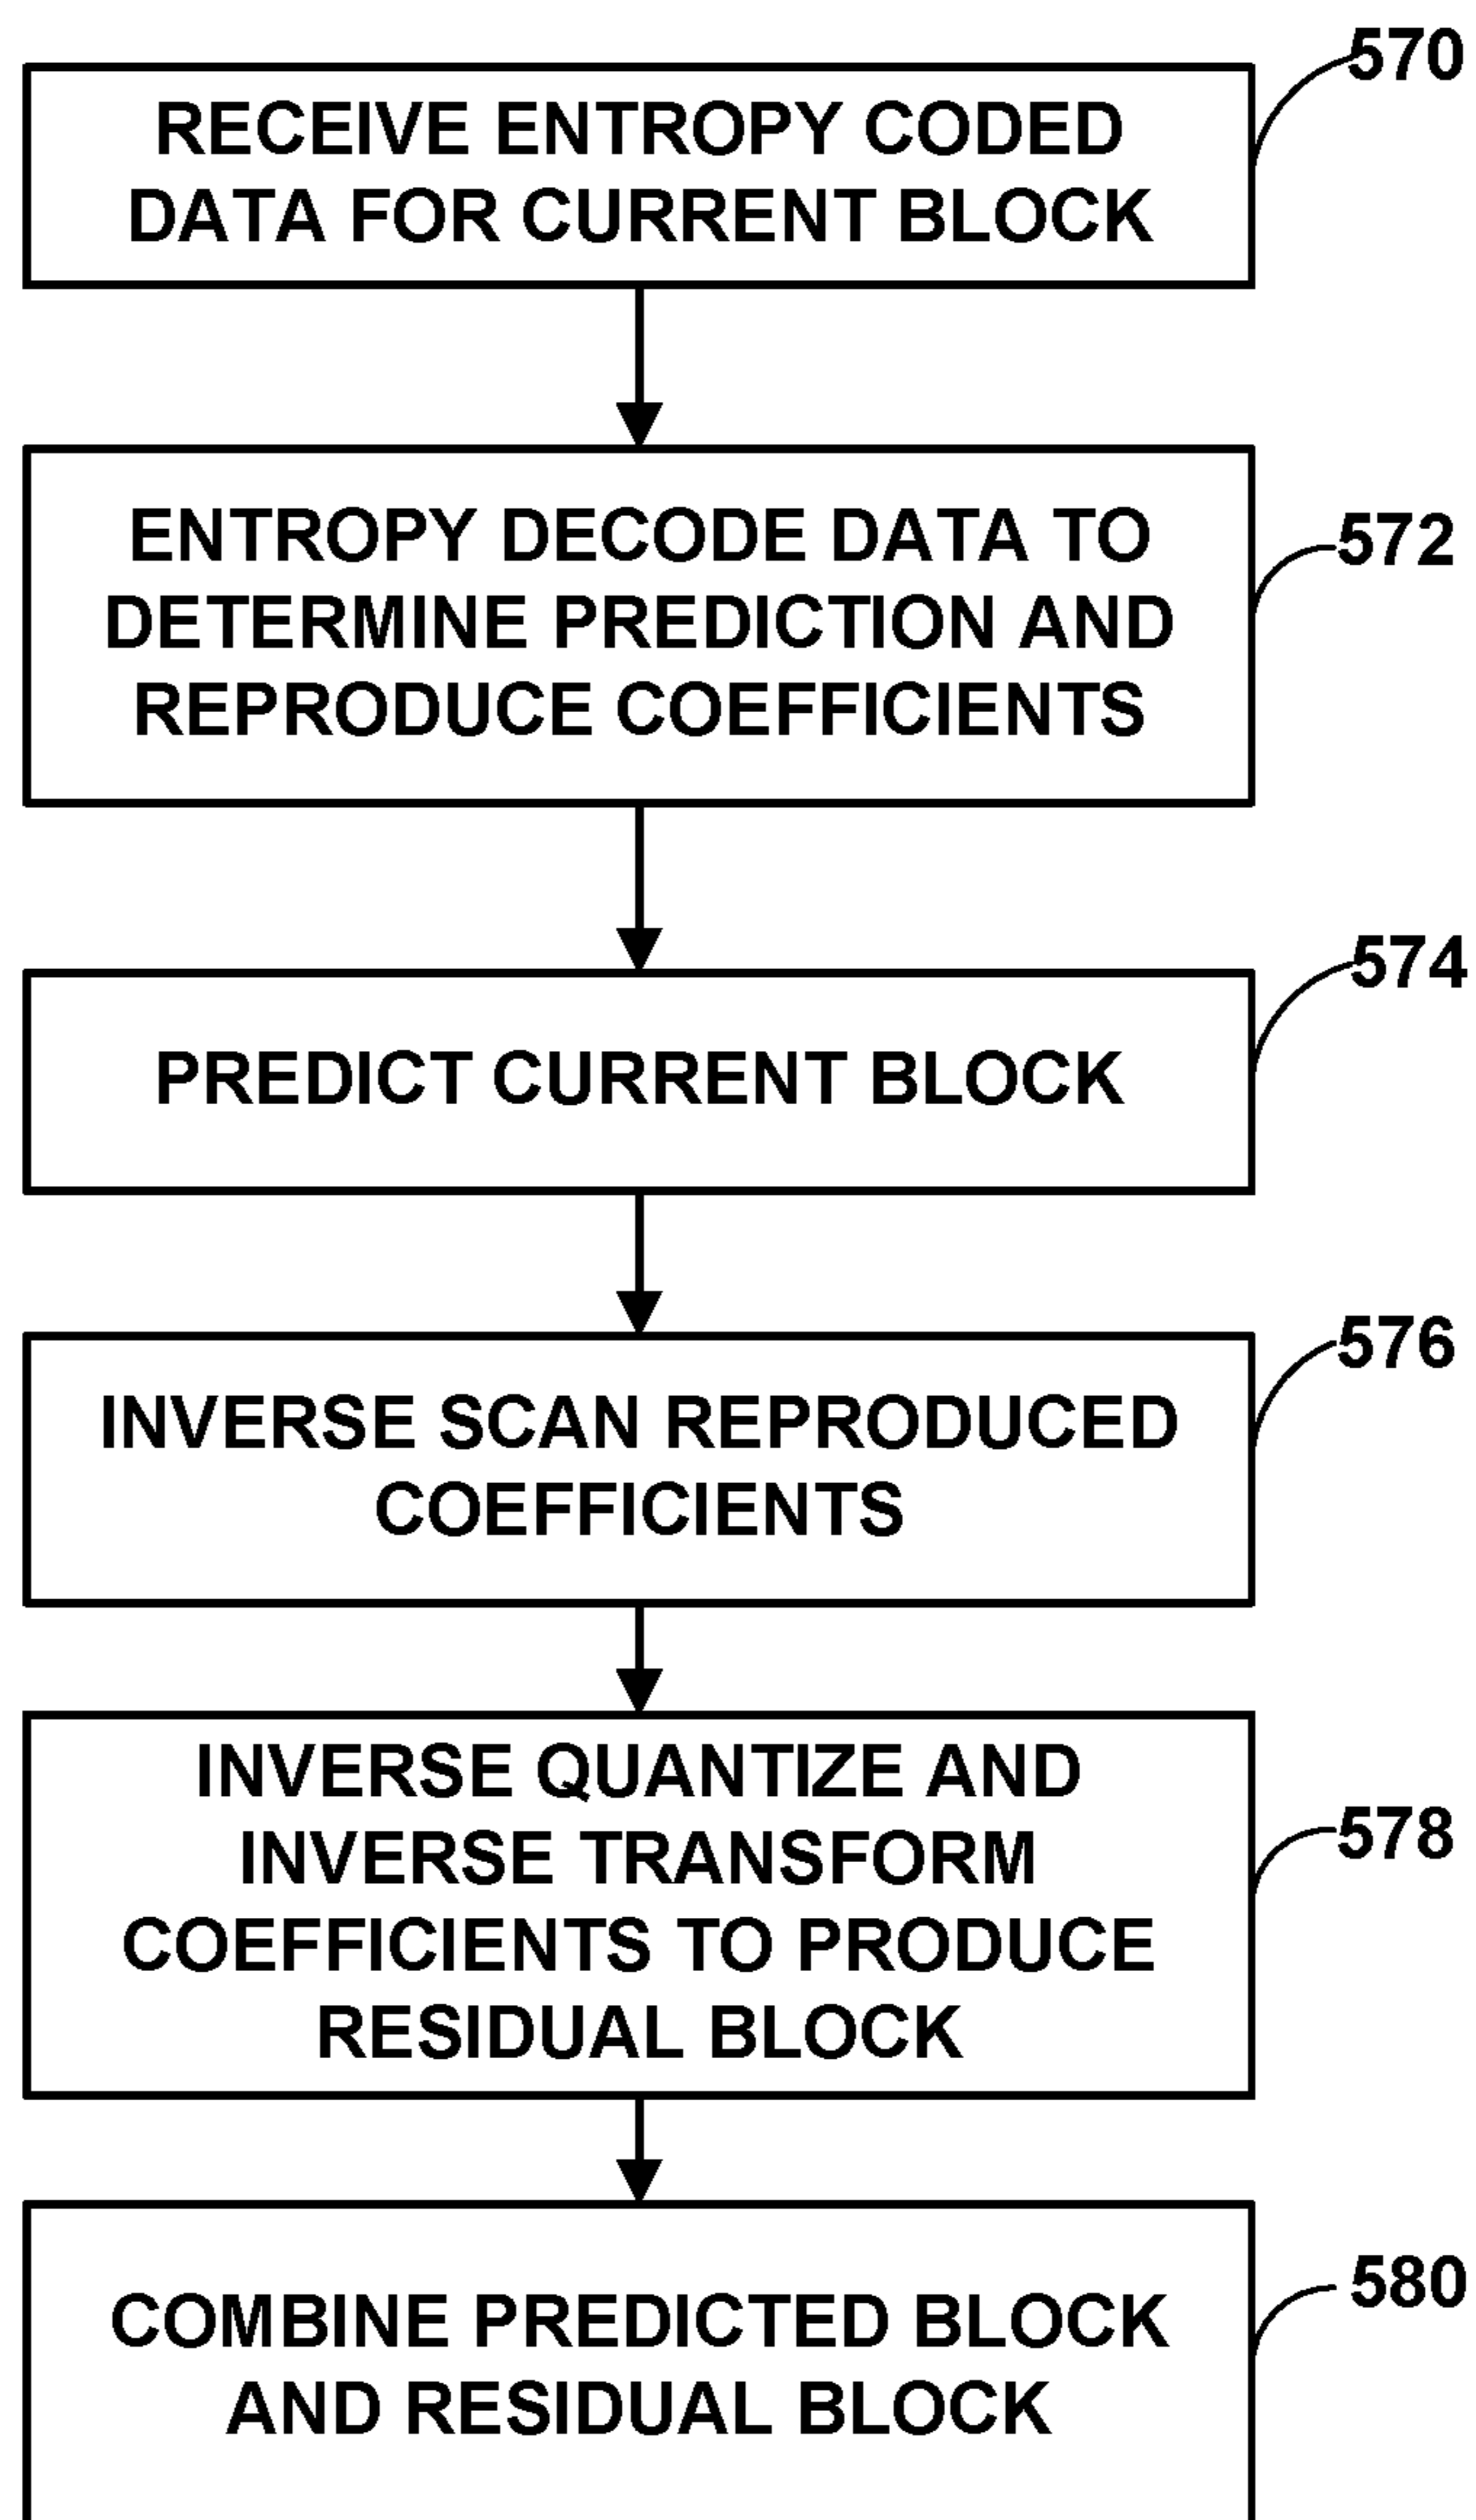 570
RECEIVE ENTROPY CODED
DATA FOR CURRENT BLOCK
572
ENTROPY DECODE DATA TO
DETERMINE PREDICTION AND
REPRODUCE COEFFICIENTS
574
PREDICT CURRENT BLOCK
576
INVERSE SCAN REPRODUCED
COEFFICIENTS
INVERSE QUANTIZE AND
578
INVERSE TRANSFORM
COEFFICIENTS TO PRODUCE
RESIDUAL BLOCK
580
COMBINE PREDICTED BLOCK
AND RESIDUAL BLOCK